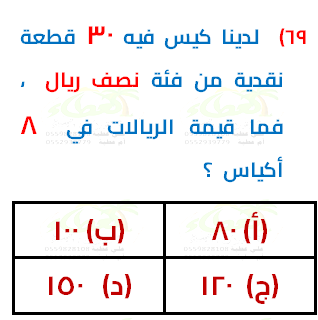 ٦٩) لدينا كيس فيه ٣٠ قطعة
نقدية من فئة نصف ريال ،
فما قيمة الريالات في ٨
أكياس ؟
(أ) ٨٠ (ب) ١٠٠
(ج) ١٢٠ (د) ١٥٠